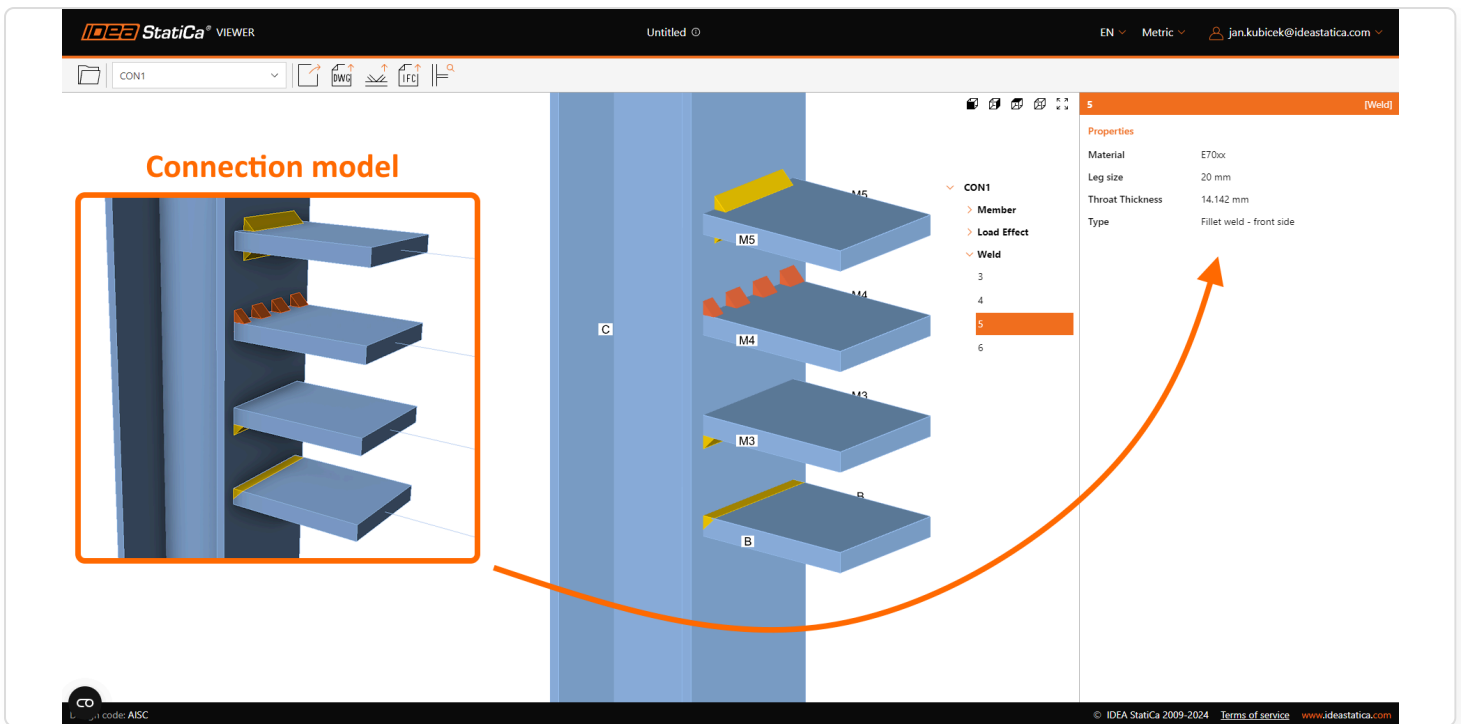 IDEA StatiCa® VIEWER
Untitled
EN
Metric
jan.kubicek@ideastatica.com
CON1
DWG
IFC
5 [Weld]
Properties
Material E70xx
Leg size 20 mm
Throat Thickness 14.142 mm
Type Fillet weld - front side
Connection model
CON1
Member
Load Effect
Weld
3
4
5
6
M5
M5
M4
M4
C
M3
M3
B
B
code: AISC
© IDEA StatiCa 2009-2024 Terms of service www.ideastatica.com